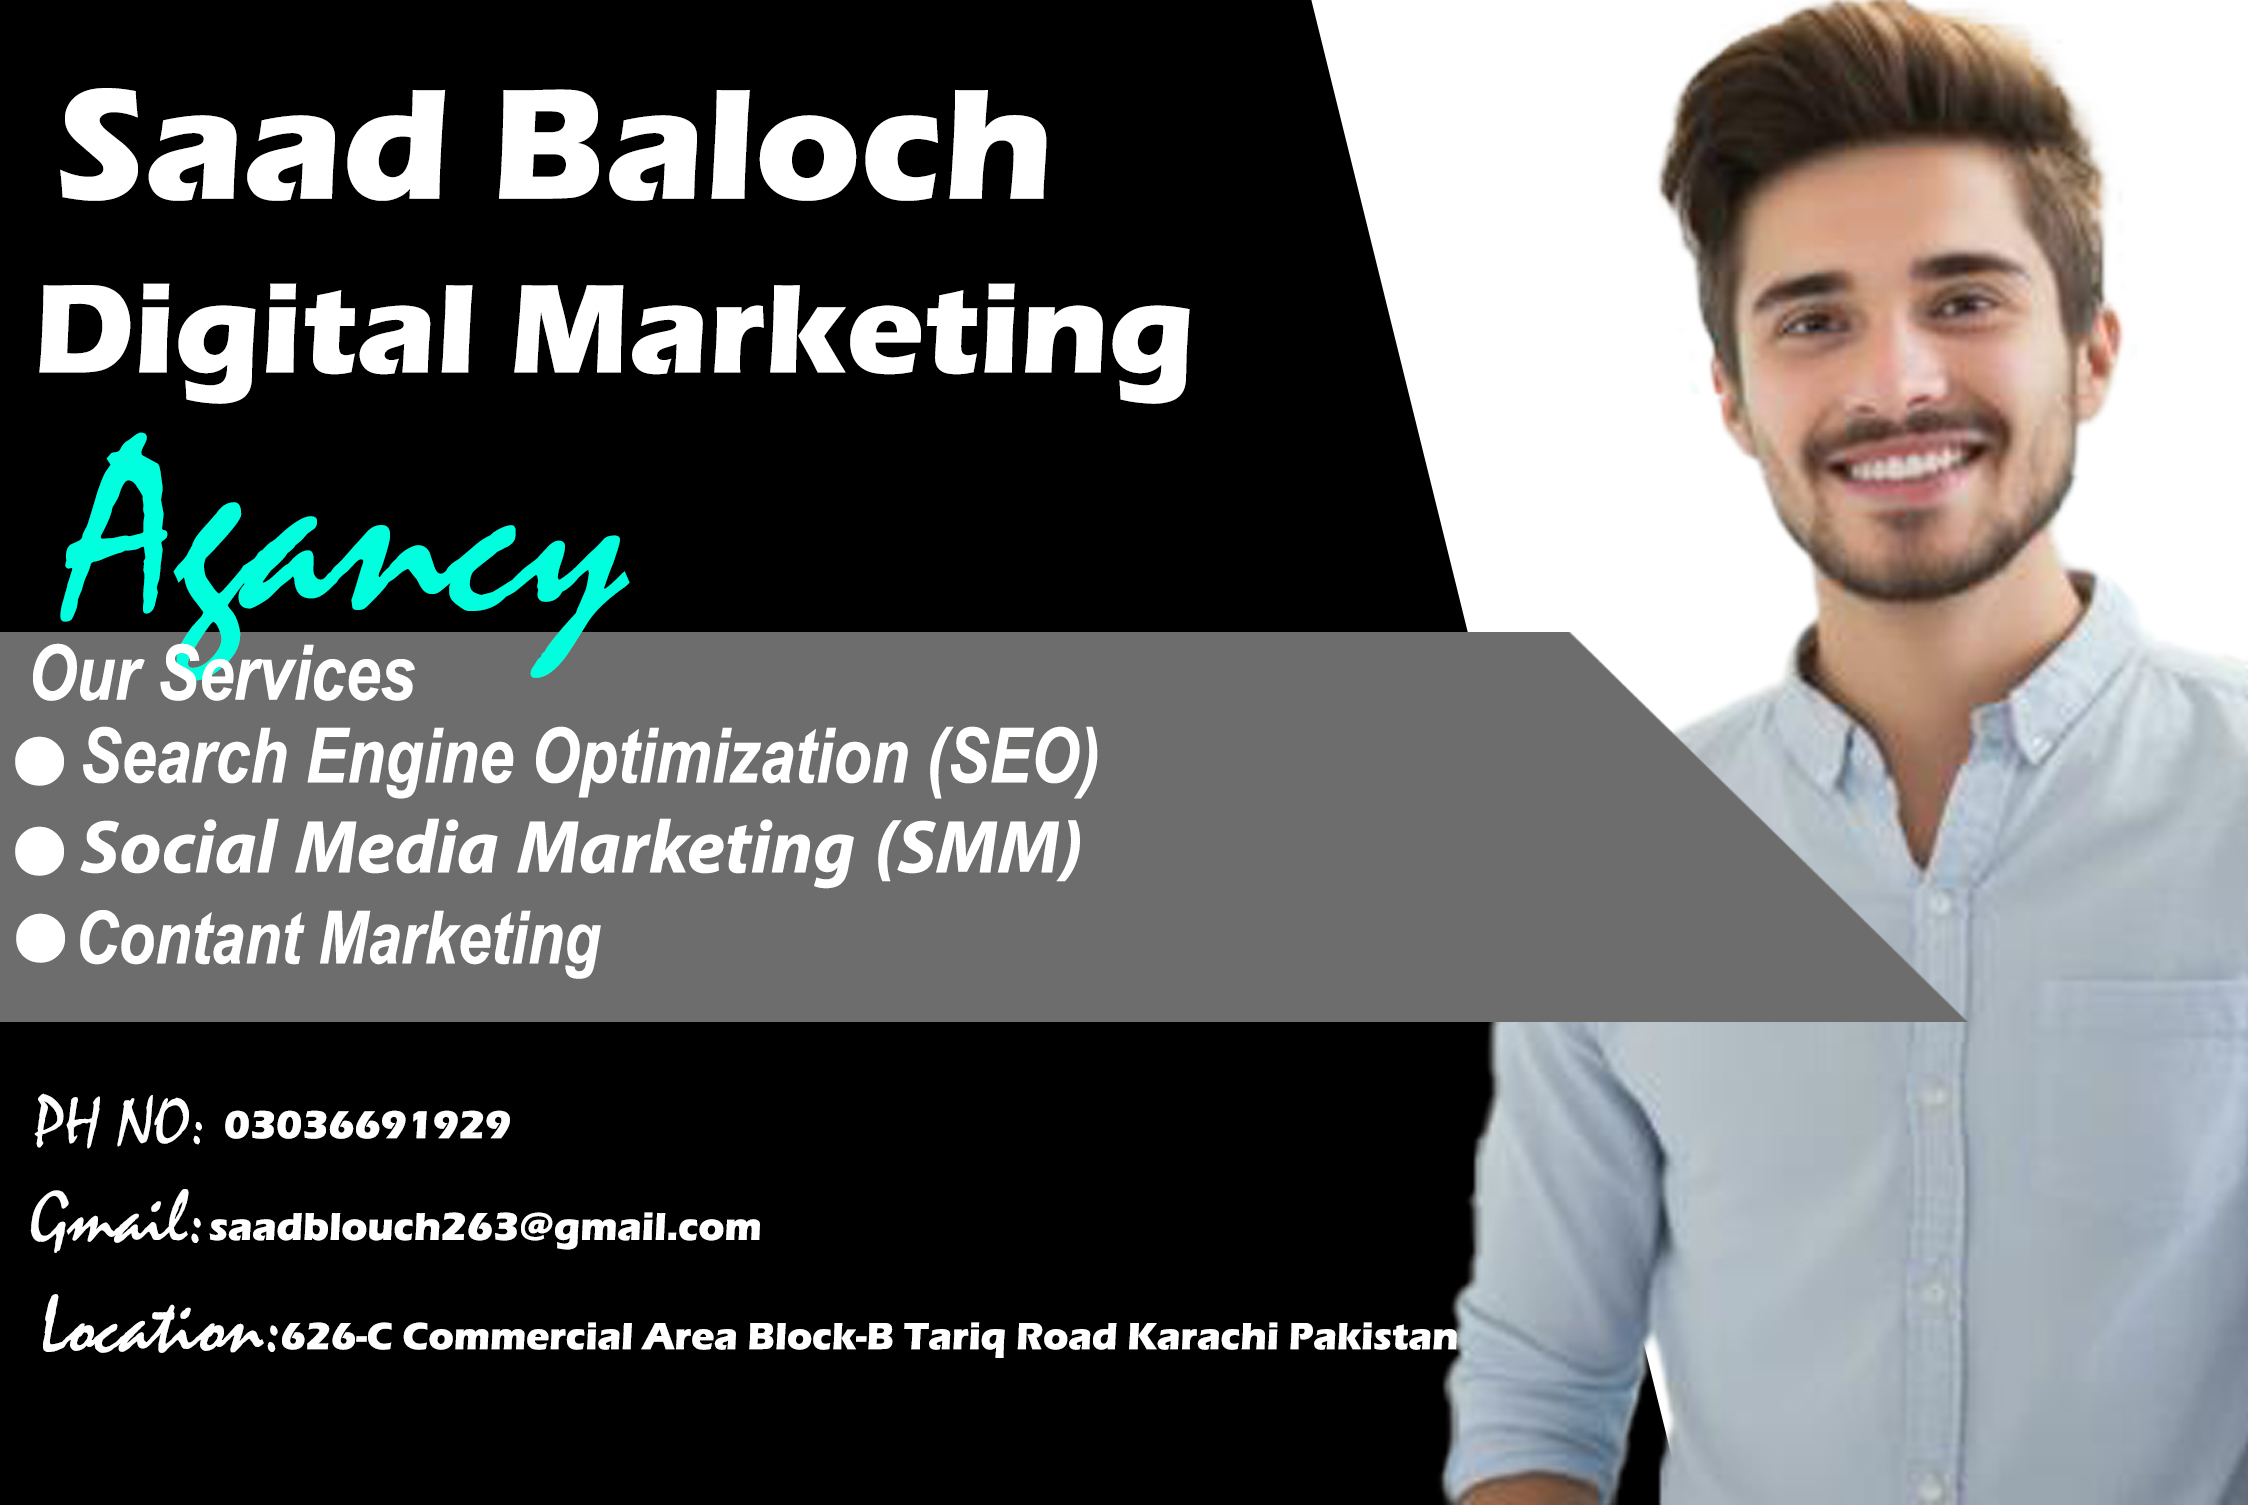 Saad Baloch
Digital Marketing
Agancy
Our Services
Search Engine Optimization (SEO)
Social Media Marketing (SMM)
Contant Marketing
PH NO: 03036691929
Gmail: saadblouch263@gmail.com
Location:626-C Commercial Area Block-B Tariq Road Karachi Pakistan